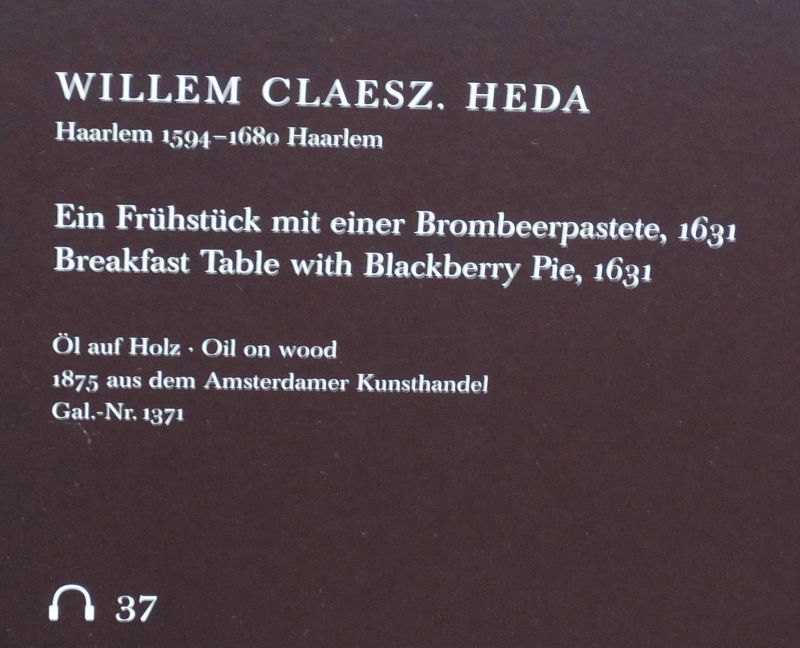 WILLEM CLAESZ. HEDA
Haarlem 1594–1680 Haarlem
Ein Frühstück mit einer Brombeerpastete, 1631
Breakfast Table with Blackberry Pie, 1631
Öl auf Holz · Oil on wood
1875 aus dem Amsterdamer Kunsthandel
Gal.-Nr. 1371
37